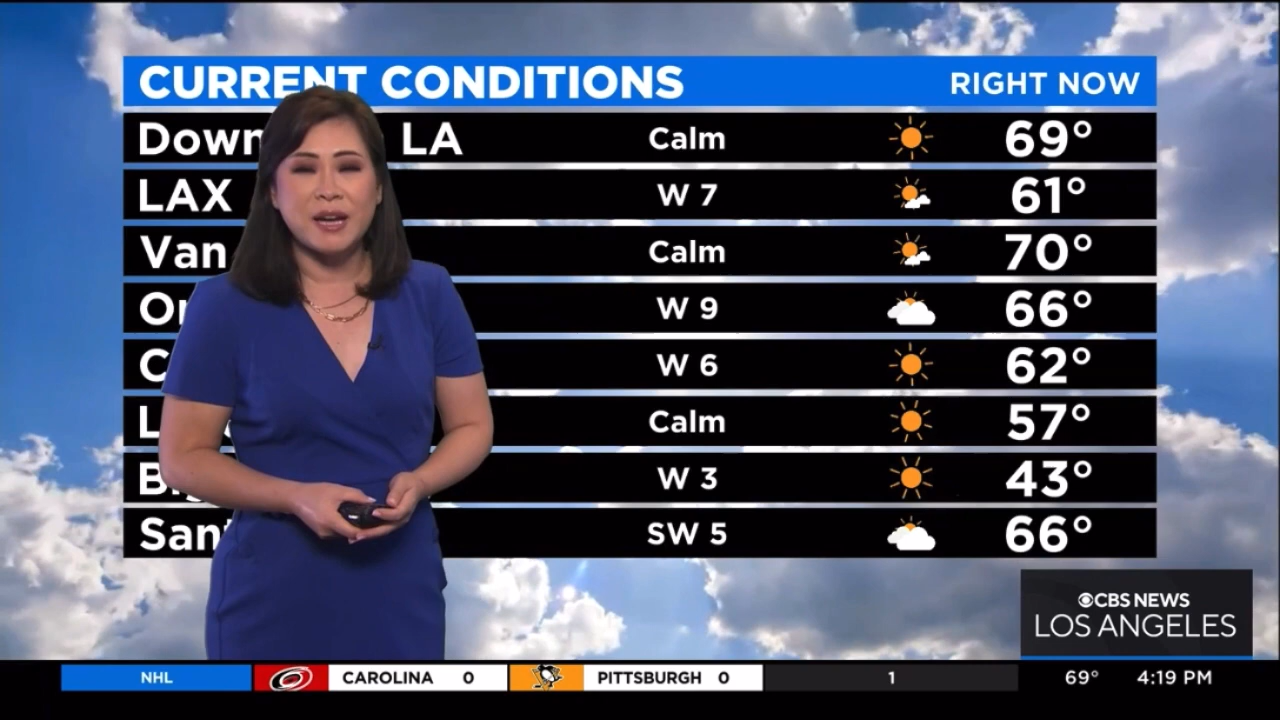 CURRENT CONDITIONS RIGHT NOW
Down LA Calm 69°
LAX W 7 61°
Van Calm 70°
W 9 66°
W 6 62°
Calm 57°
W 3 43°
San SW 5 66°
CBS NEWS
LOS ANGELES
NHL CAROLINA 0 PITTSBURGH 0 1 69° 4:19 PM